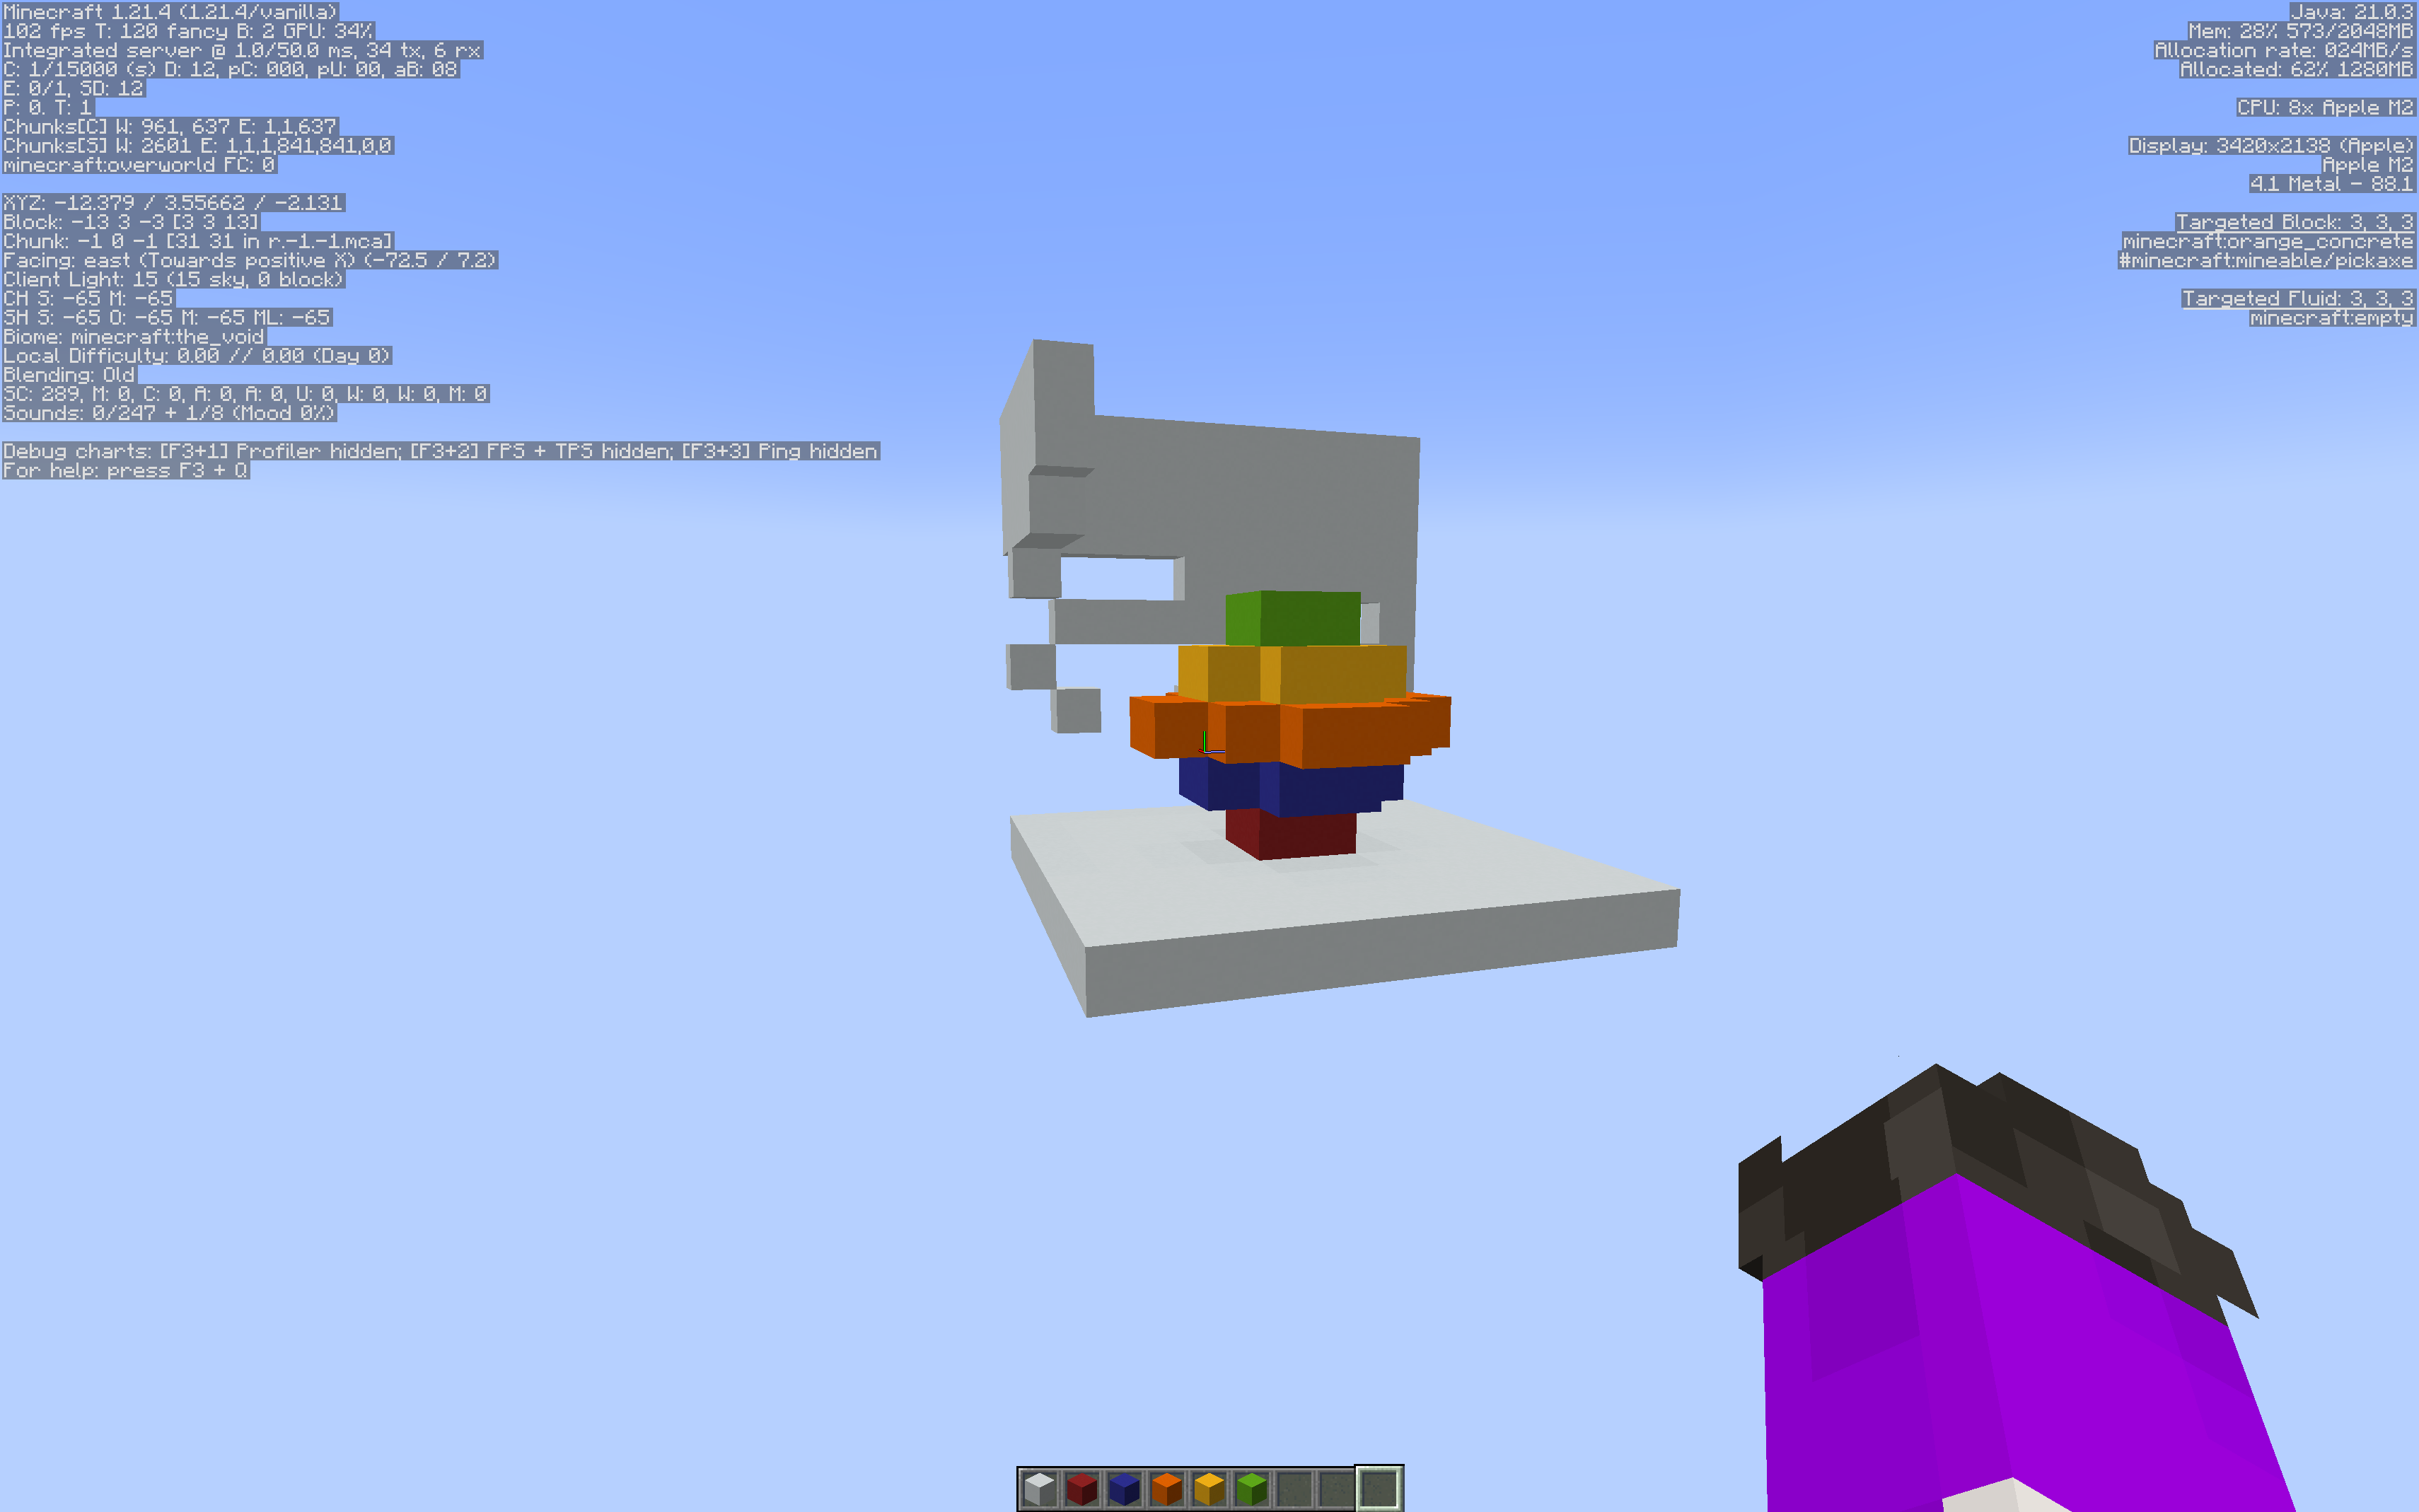 Minecraft 1.21.4 (1.21.4/vanilla)
102 fps T: 120 fancy B: 2 GPU: 34%
Integrated server @ 1.0/50.0 ms, 34 tx, 6 rx
C: 1/15000 (s) D: 12, pC: 000, pU: 00, aB: 08
E: 0/1, SD: 12
P: 0. T: 1
Chunks[C] W: 961, 637 E: 1,1,637
Chunks[S] W: 2601 E: 1,1,1,841,841,0,0
minecraft:overworld FC: 0
XYZ: -12.379 / 3.55662 / -2.131
Block: -13 3 -3 [3 3 13]
Chunk: -1 0 -1 [31 31 in r.-1.-1.mca]
Facing: east (Towards positive X) (-72.5 / 7.2)
Client Light: 15 (15 sky, 0 block)
CH S: -65 M: -65
SH S: -65 O: -65 M: -65 ML: -65
Biome: minecraft:the_void
Local Difficulty: 0.00 // 0.00 (Day 0)
Blending: Old
SC: 289, M: 0, C: 0, A: 0, A: 0, U: 0, W: 0, W: 0, M: 0
Sounds: 0/247 + 1/8 (Mood 0%)
Debug charts: [F3+1] Profiler hidden; [F3+2] FPS + TPS hidden; [F3+3] Ping hidden
For help: press F3 + Q
Java: 21.0.3
Mem: 28% 573/2048MB
Allocation rate: 024MB/s
Allocated: 62% 1280MB
CPU: 8x Apple M2
Display: 3420x2138 (Apple)
Apple M2
4.1 Metal - 88.1
Targeted Block: 3, 3, 3
minecraft:orange_concrete
#minecraft:mineable/pickaxe
Targeted Fluid: 3, 3, 3
minecraft:empty